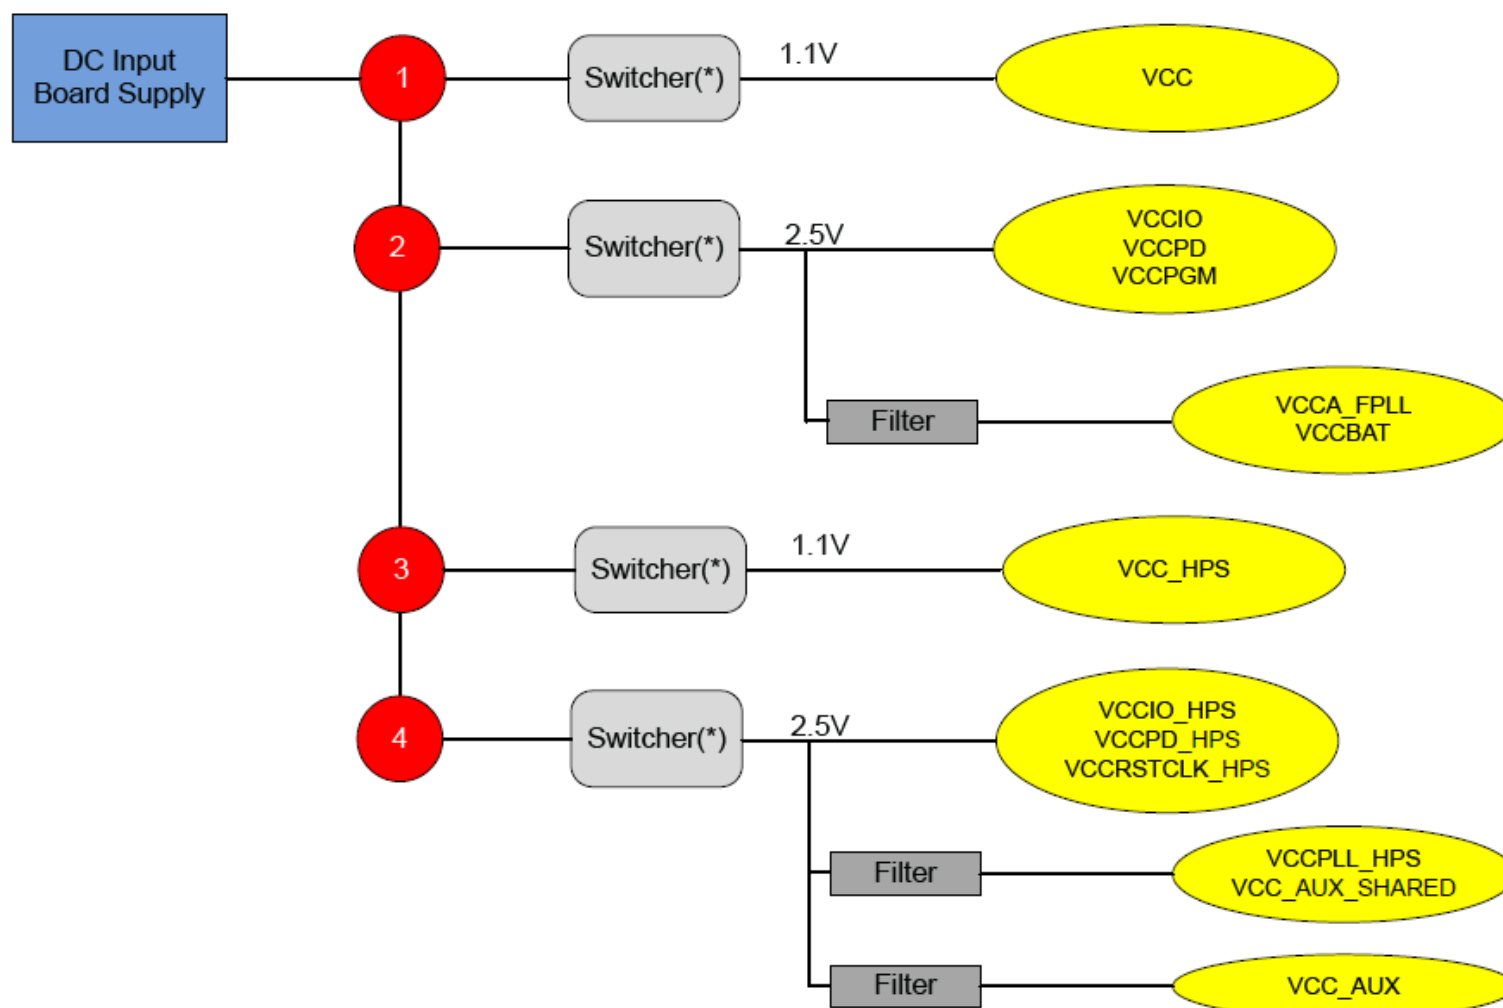 DC Input
Board Supply
1
Switcher(*)
1.1V
VCC
2
Switcher(*)
2.5V
VCCIO
VCCPD
VCCPGM
Filter
VCCA_FPLL
VCCBAT
3
Switcher(*)
1.1V
VCC_HPS
4
Switcher(*)
2.5V
VCCIO_HPS
VCCPD_HPS
VCCRSTCLK_HPS
Filter
VCCPLL_HPS
VCC_AUX_SHARED
Filter
VCC_AUX